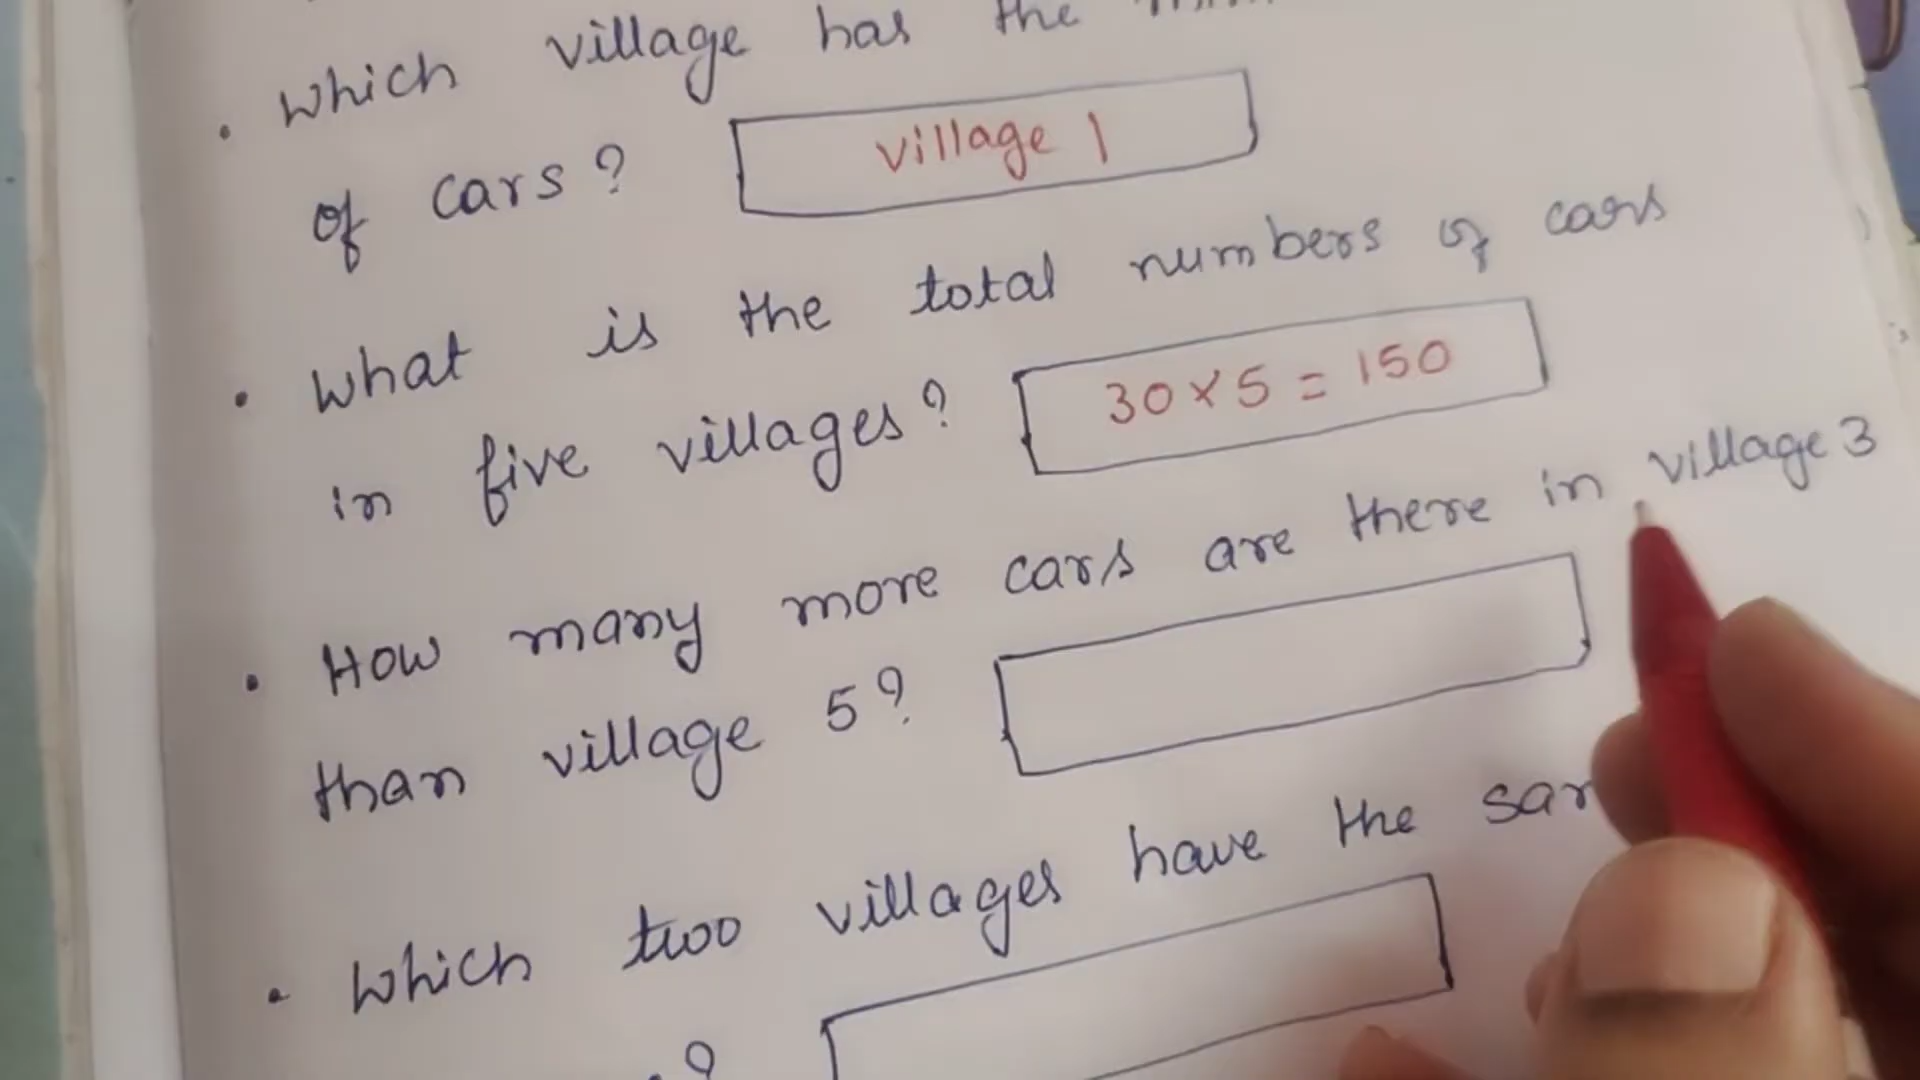 • Which village has the
of cars? village 1
• What is the total numbers of cars
in five villages? 30 × 5 = 150
• How many more cars are there in village 3
than village 5?
• Which two villages have the
?